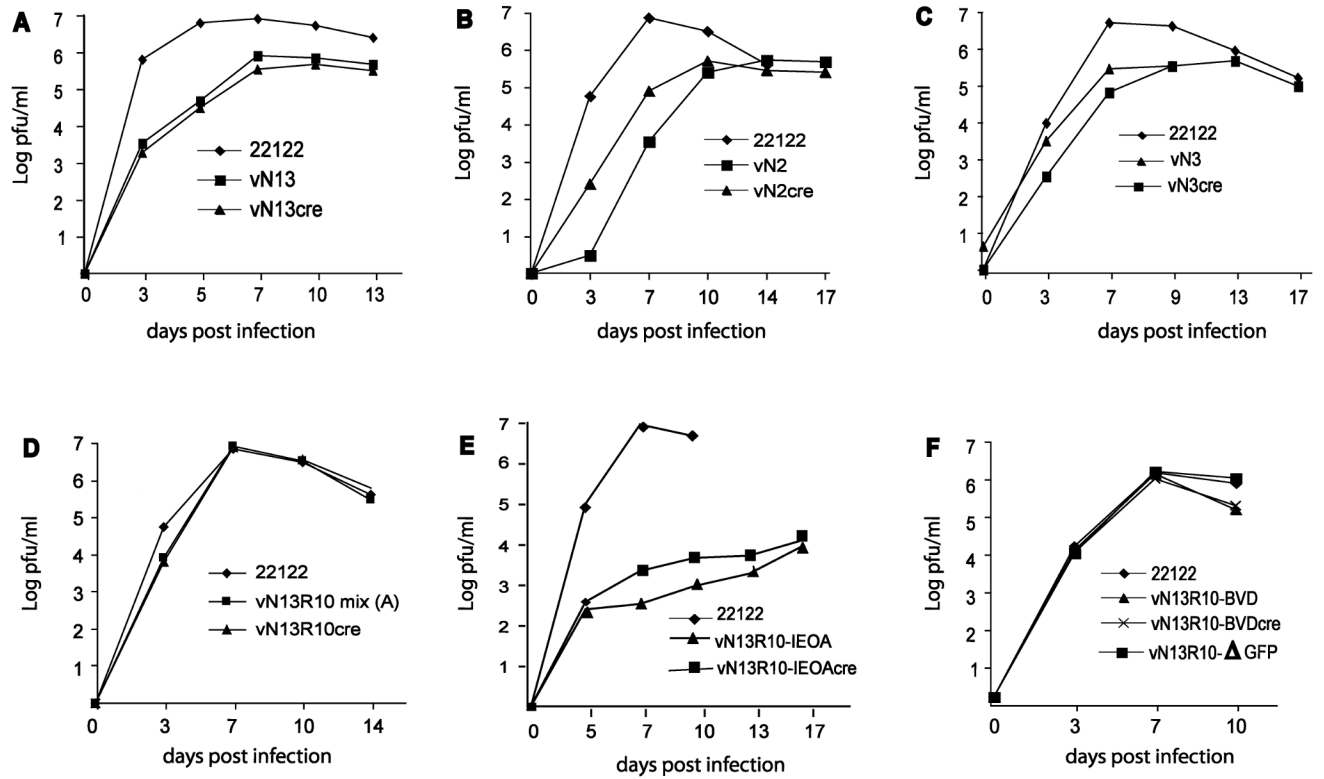 A
Log pfu/ml
7
6
5
4
3
2
1
0 3 5 7 10 13
days post infection
22122
vN13
vN13cre
B
Log pfu/ml
7
6
5
4
3
2
1
0 3 7 10 14 17
days post infection
22122
vN2
vN2cre
C
Log pfu/ml
7
6
5
4
3
2
1
0 3 7 9 13 17
days post infection
22122
vN3
vN3cre
D
Log pfu/ml
7
6
5
4
3
2
1
0 3 7 10 14
days post infection
22122
vN13R10 mix (A)
vN13R10cre
E
Log pfu/ml
7
6
5
4
3
2
1
0 5 7 10 13 17
days post infection
22122
vN13R10-IEOA
vN13R10-IEOAcre
F
Log pfu/ml
7
6
5
4
3
2
1
0 3 7 10
days post infection
22122
vN13R10-BVD
vN13R10-BVDcre
vN13R10-Δ GFP